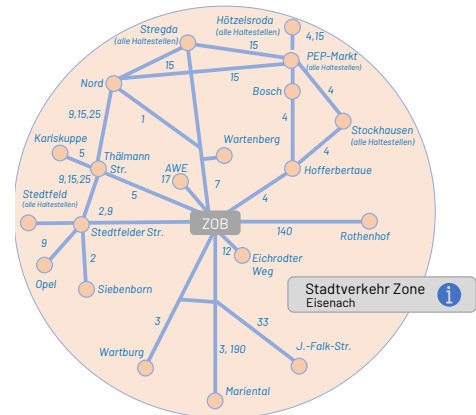 Hötzelsroda
(alle Haltestellen)
Stregda
(alle Haltestellen)
4,15
15
PEP-Markt
(alle Haltestellen)
15
15
Nord
Bosch
4
9,15,25
1
4
Stockhausen
(alle Haltestellen)
Karlskuppe
5
Thälmann
Str.
Wartenberg
4
AWE
17
Hofferbertaue
9,15,25
5
7
4
Stedtfeld
(alle Haltestellen)
2,9
ZOB
140
Rothenhof
Stedtfelder Str.
9
2
12
Eichrodter
Weg
Opel
Siebenborn
Stadtverkehr Zone
Eisenach
i
3
33
3, 190
Wartburg
J.-Falk-Str.
Mariental